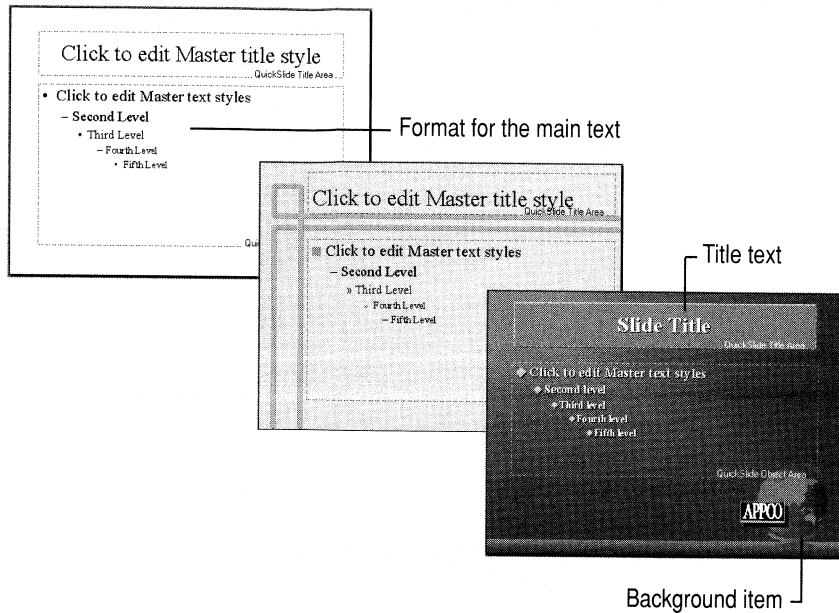 Click to edit Master title style
QuickSlide Title Area
• Click to edit Master text styles
– Second Level
• Third Level
– Fourth Level
• Fifth Level
Format for the main text
Click to edit Master title style
QuickSlide Title Area
Click to edit Master text styles
– Second Level
» Third Level
Fourth Level
– Fifth Level
Title text
Slide Title
QuickSlide Title Area
◆ Click to edit Master text styles
◆ Second level
◆ Third level
◆ Fourth level
◆ Fifth level
QuickSlide Object Area
APPCO
Background item